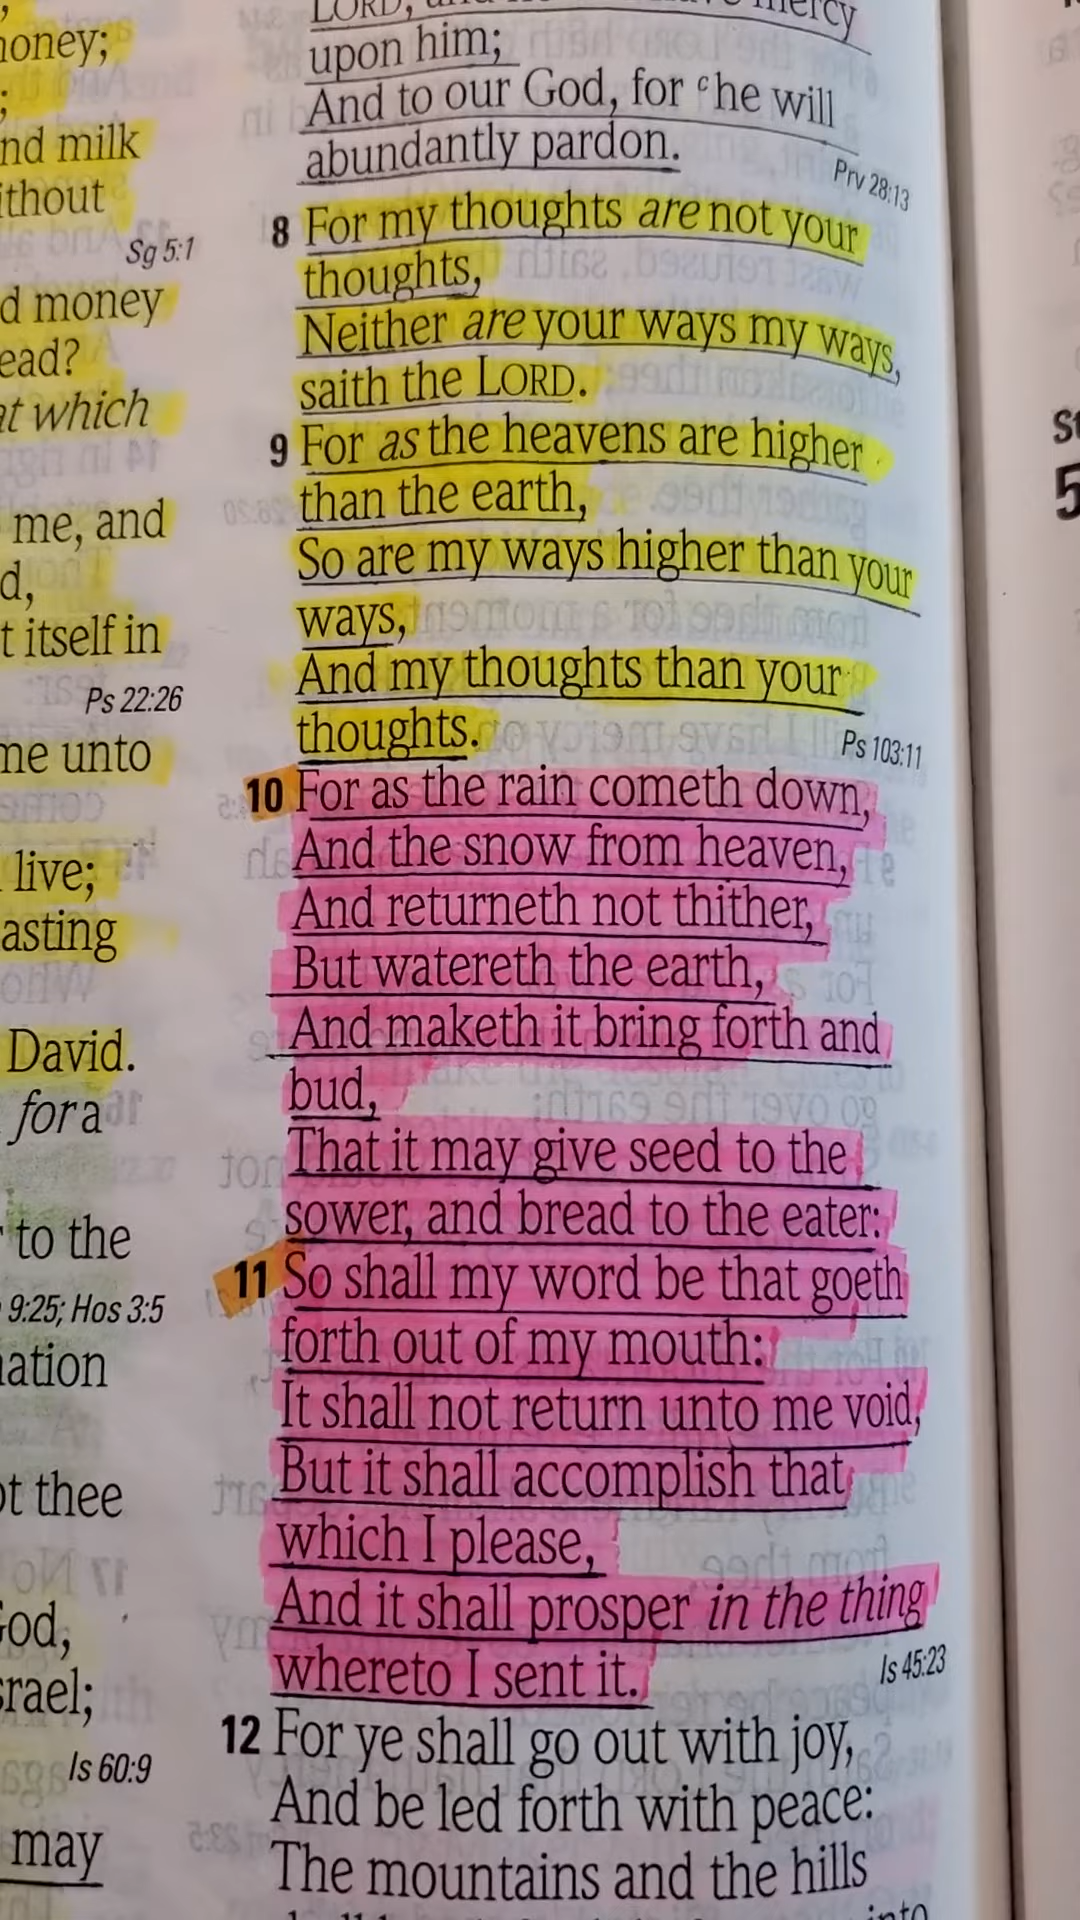 money;
;
nd milk
ithout
Sg 5:1
d money
ead?
at which
me, and
d,
t itself in
Ps 22:26
me unto
live;
asting
David.
for a
to the
9:25; Hos 3:5
ation
ot thee
God,
srael;
Is 60:9
may
LORD, mercy
upon him;
And to our God, for c he will
abundantly pardon.
Prv 28:13
8 For my thoughts are not your
thoughts,
Neither are your ways my ways,
saith the LORD.
9 For as the heavens are higher
than the earth,
So are my ways higher than your
ways,
And my thoughts than your
thoughts.
Ps 103:11
10 For as the rain cometh down,
And the snow from heaven,
And returneth not thither,
But watereth the earth,
And maketh it bring forth and
bud,
That it may give seed to the
sower, and bread to the eater:
11 So shall my word be that goeth
forth out of my mouth:
It shall not return unto me void,
But it shall accomplish that
which I please,
And it shall prosper in the thing
whereto I sent it.
Is 45:23
12 For ye shall go out with joy,
And be led forth with peace:
The mountains and the hills
into
St
5